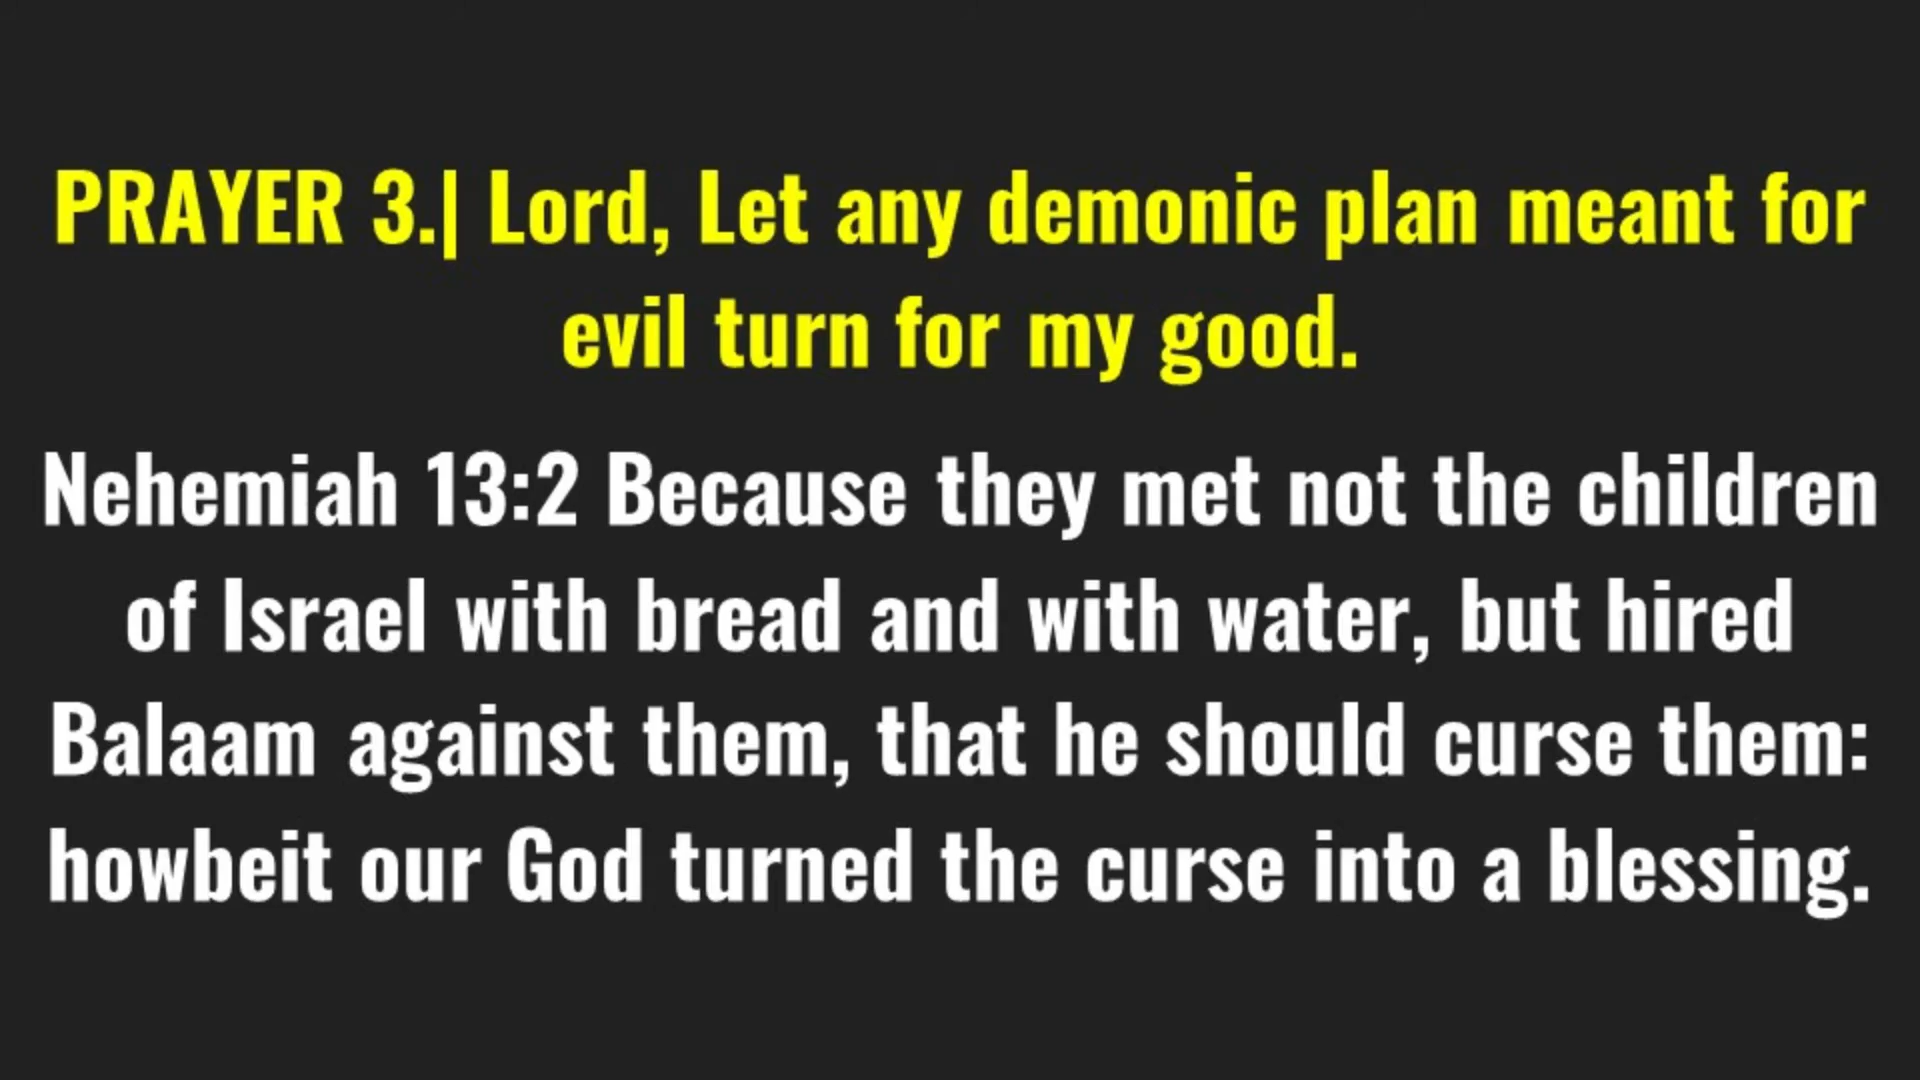 PRAYER 3.| Lord, Let any demonic plan meant for
evil turn for my good.
Nehemiah 13:2 Because they met not the children
of Israel with bread and with water, but hired
Balaam against them, that he should curse them:
howbeit our God turned the curse into a blessing.